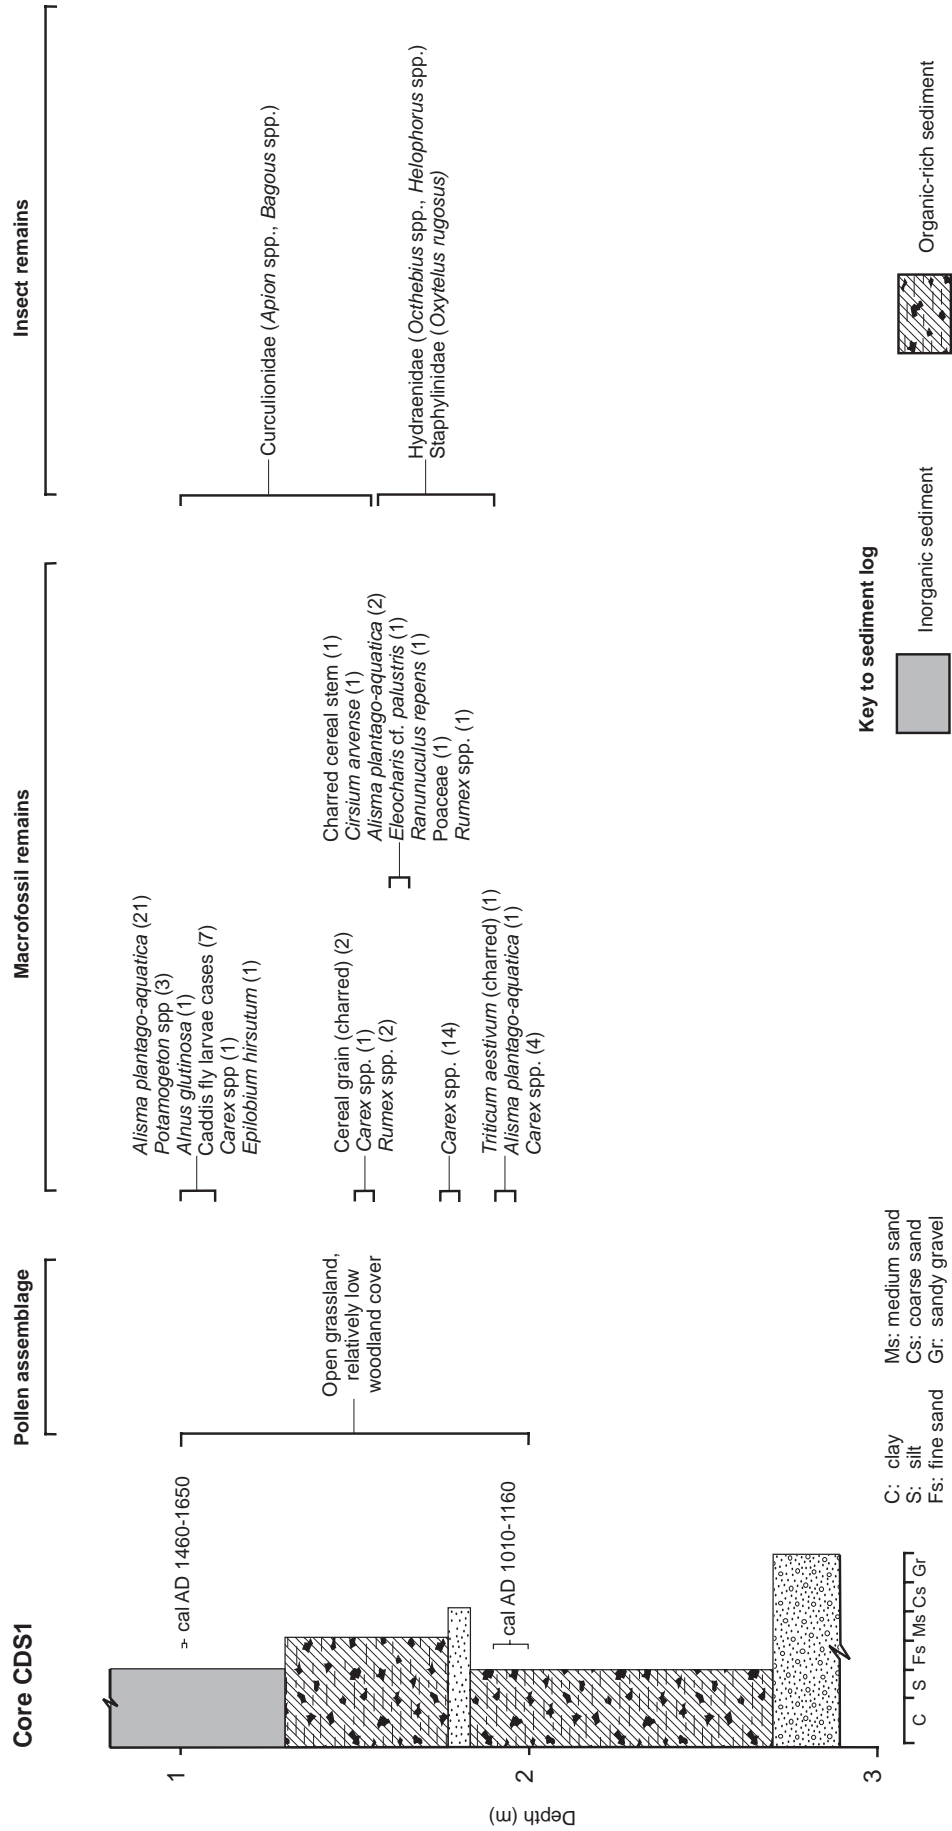 Core CDS1
Pollen assemblage
Macrofossil remains
Insect remains
Depth (m)
1
2
3
cal AD 1460-1650
cal AD 1010-1160
Open grassland,
relatively low
woodland cover
Alisma plantago-aquatica (21)
Potamogeton spp (3)
Alnus glutinosa (1)
Caddis fly larvae cases (7)
Carex spp (1)
Epilobium hirsutum (1)
Cereal grain (charred) (2)
Carex spp. (1)
Rumex spp. (2)
Carex spp. (14)
Triticum aestivum (charred) (1)
Alisma plantago-aquatica (1)
Carex spp. (4)
Charred cereal stem (1)
Cirsium arvense (1)
Alisma plantago-aquatica (2)
Eleocharis cf. palustris (1)
Ranunuculus repens (1)
Poaceae (1)
Rumex spp. (1)
Curculionidae (Apion spp., Bagous spp.)
Hydraenidae (Octhebius spp., Helophorus spp.)
Staphylinidae (Oxytelus rugosus)
C S Fs Ms Cs Gr
C: clay
S: silt
Fs: fine sand
Ms: medium sand
Cs: coarse sand
Gr: sandy gravel
Key to sediment log
Inorganic sediment
Organic-rich sediment